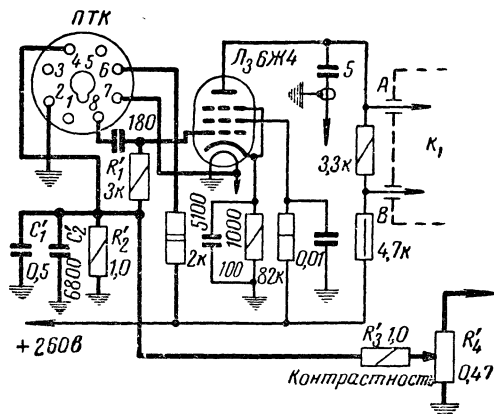 ПТК
4
5
3
6
2
7
1
8
180
Л3 6Ж4
5
А
К1
3,3к
В
4,7к
R'1
3к
C'1
0,5
C'2
6800
R'2
1,0
2к
5100
1000
100
82к
0,01
+260в
R'3 1,0
R'4
0,47
Контрастность